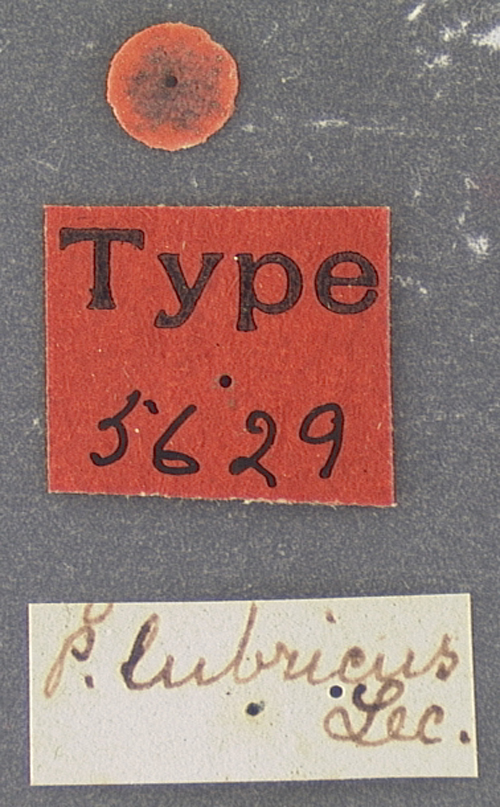 Type
5629
P. lubricus
Lec.